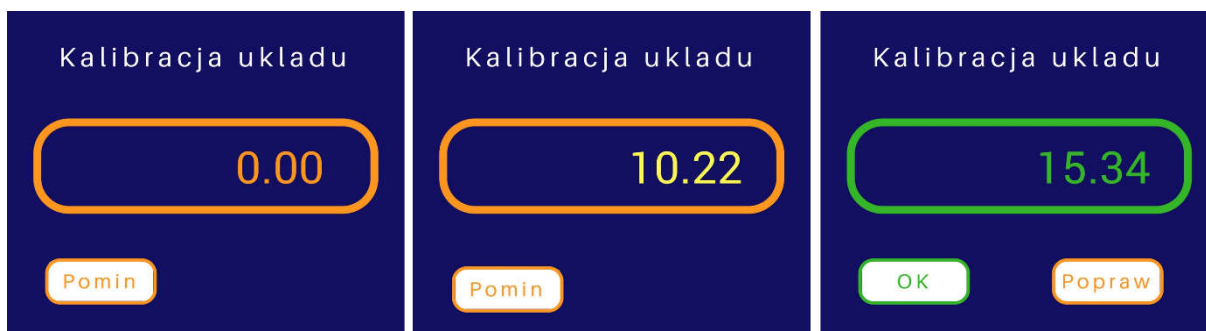 Kalibracja ukladu
0.00
Pomin
Kalibracja ukladu
10.22
Pomin
Kalibracja ukladu
15.34
OK
Popraw